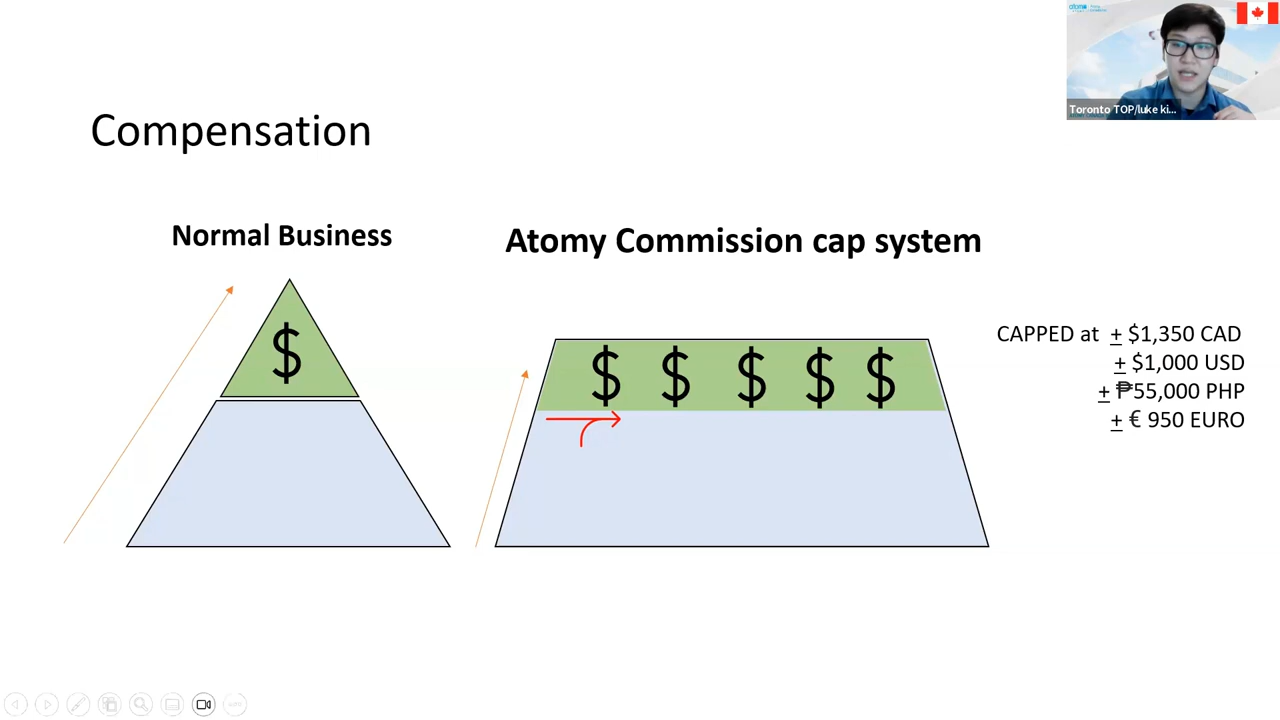 Compensation
Normal Business
Atomy Commission cap system
$
$ $ $ $ $
CAPPED at ± $1,350 CAD
± $1,000 USD
± ₱55,000 PHP
± € 950 EURO
Toronto TOP/luke ki...